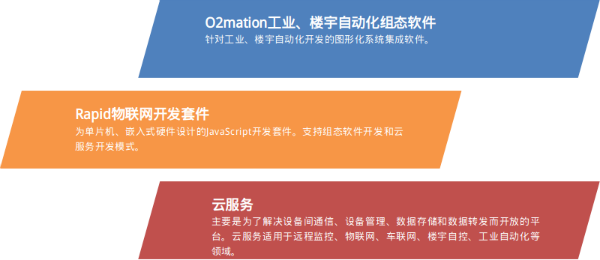 O2mation工业、楼宇自动化组态软件
针对工业、楼宇自动化开发的图形化系统集成软件。
Rapid物联网开发套件
为单片机、嵌入式硬件设计的JavaScript开发套件。支持组态软件开发和云
服务开发模式。
云服务
主要是为了解决设备间通信、设备管理、数据存储和数据转发而开放的平
台。云服务适用于远程监控、物联网、车联网、楼宇自控、工业自动化等
领域。